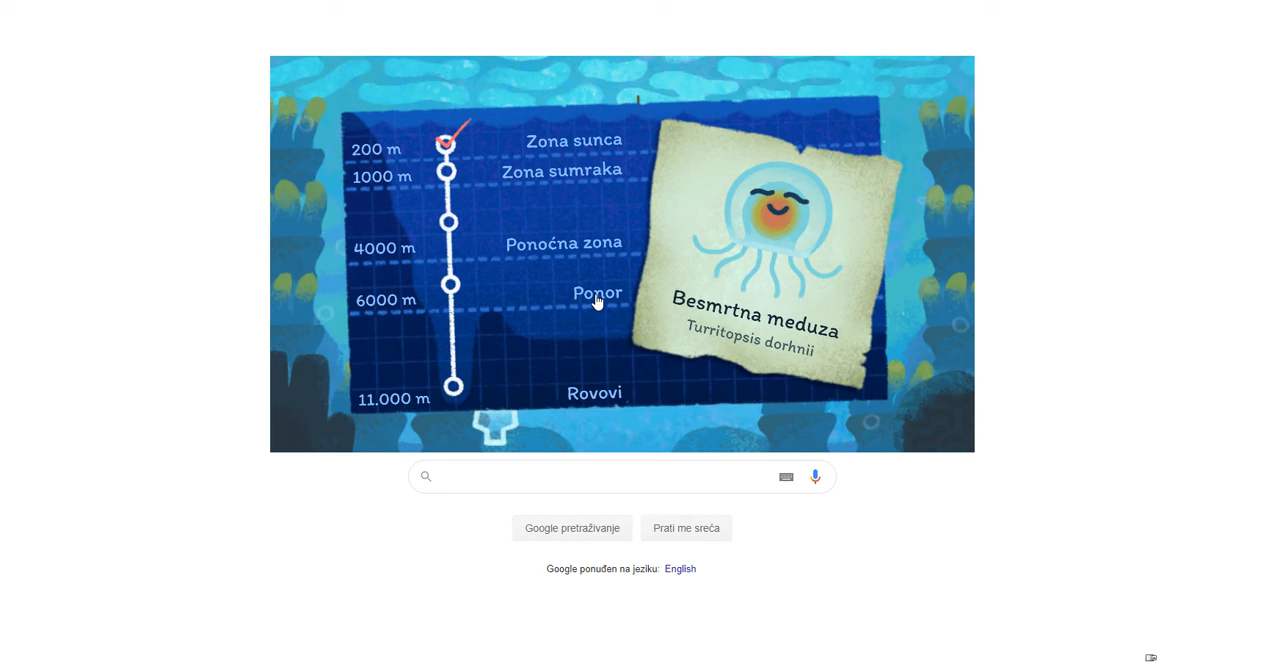 200 m Zona sunca
1000 m Zona sumraka
4000 m Ponoćna zona
6000 m Ponor
11.000 m Rovovi
Besmrtna meduza
Turritopsis dorhnii
Google pretraživanje Prati me sreća
Google ponuđen na jeziku: English